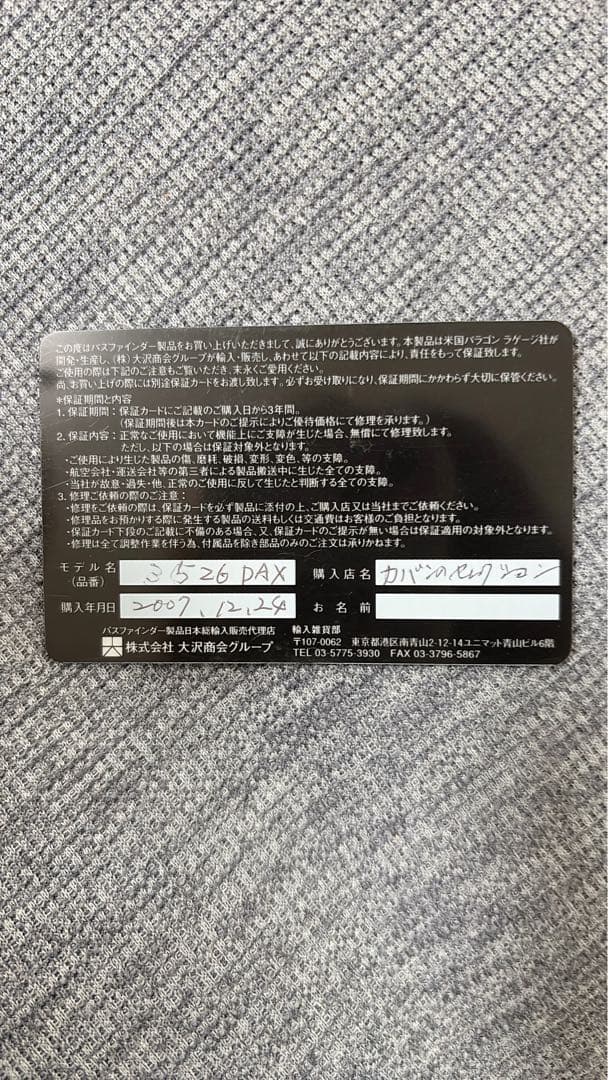 この度はパスファインダー製品をお買い上げいただきまして、誠にありがとうございます。本製品は米国パラゴン ラゲージ社が
開発・生産し、(株) 大沢商会グループが輸入・販売し、あわせて以下の記載内容により、責任をもって保証致します。
ご使用の際は下記のご注意もご覧いただき、末永くご愛用ください。
尚、お買い上げの際には別途保証カードをお渡し致します。必ずお受け取りになり、保証期間にかかわらず大切に保管ください。
*保証期間と内容
1. 保証期間：保証カードにご記載のご購入日から3年間。
(保証期間後は本カードのご提示によりご優待価格にて修理を承ります。)
2. 保証内容：正常なご使用において機能上にご支障が生じた場合、無償にて修理致します。
ただし、以下の場合は保証対象外となります。
・ご使用により生じた製品の傷、磨耗、破損、変形、変色、等の支障。
・航空会社・運送会社等の第三者による製品搬送中に生じた全ての支障。
・当社が故意・過失・他、正常のご使用に反して生じたと判断する全ての支障。
3. 修理ご依頼の際のご注意：
・修理をご依頼の際は、保証カードを必ず製品に添付の上、ご購入店又は当社までご依頼ください。
・修理品をお預かりする際に発生する製品の送料もしくは交通費はお客様のご負担となります。
・保証カード下段のご記載に不備のある場合、又、保証カードのご提示が無い場合は保証適用の対象外となります。
・修理は全て調整作業を伴う為、付属品を除き部品のみのご注文は承りかねます。
モデル名 (品番) 31526 DAX 購入店名 カバンのセレクション
購入年月日 2007.12.24 お名前
パスファインダー製品日本総輸入販売代理店 輸入雑貨部
株式会社 大沢商会グループ 〒107-0062 東京都港区南青山2-12-14ユニマット青山ビル6階
TEL 03-5775-3930 FAX 03-3796-5867